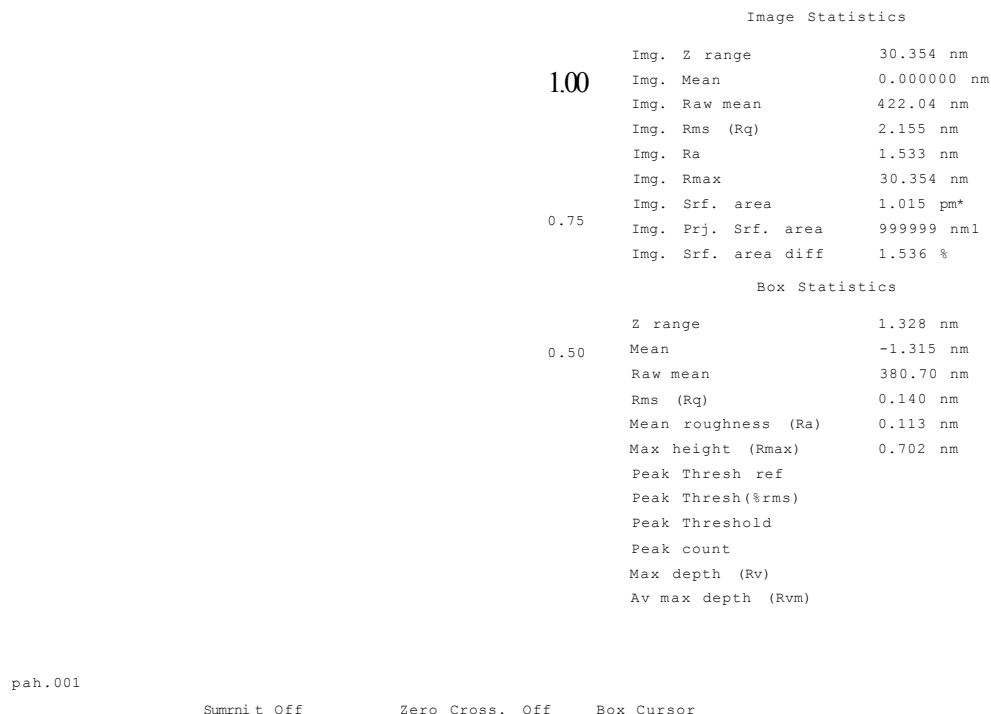 Image Statistics
Img. Z range 30.354 nm
1.00
Img. Mean 0.000000 nm
Img. Raw mean 422.04 nm
Img. Rms (Rq) 2.155 nm
Img. Ra 1.533 nm
Img. Rmax 30.354 nm
Img. Srf. area 1.015 pm*
0.75
Img. Prj. Srf. area 999999 nm1
Img. Srf. area diff 1.536 %
Box Statistics
Z range 1.328 nm
0.50
Mean -1.315 nm
Raw mean 380.70 nm
Rms (Rq) 0.140 nm
Mean roughness (Ra) 0.113 nm
Max height (Rmax) 0.702 nm
Peak Thresh ref
Peak Thresh(%rms)
Peak Threshold
Peak count
Max depth (Rv)
Av max depth (Rvm)
pah.001
Sumrnit Off Zero Cross. Off Box Cursor